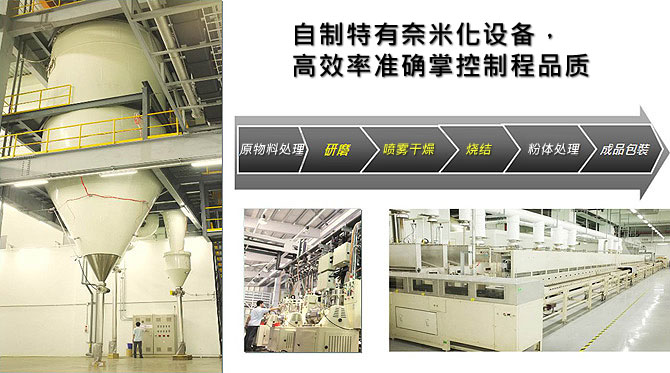 自制特有奈米化设备，
高效率准确掌控制程品质
原物料处理 研磨 喷雾干燥 烧结 粉体处理 成品包裝